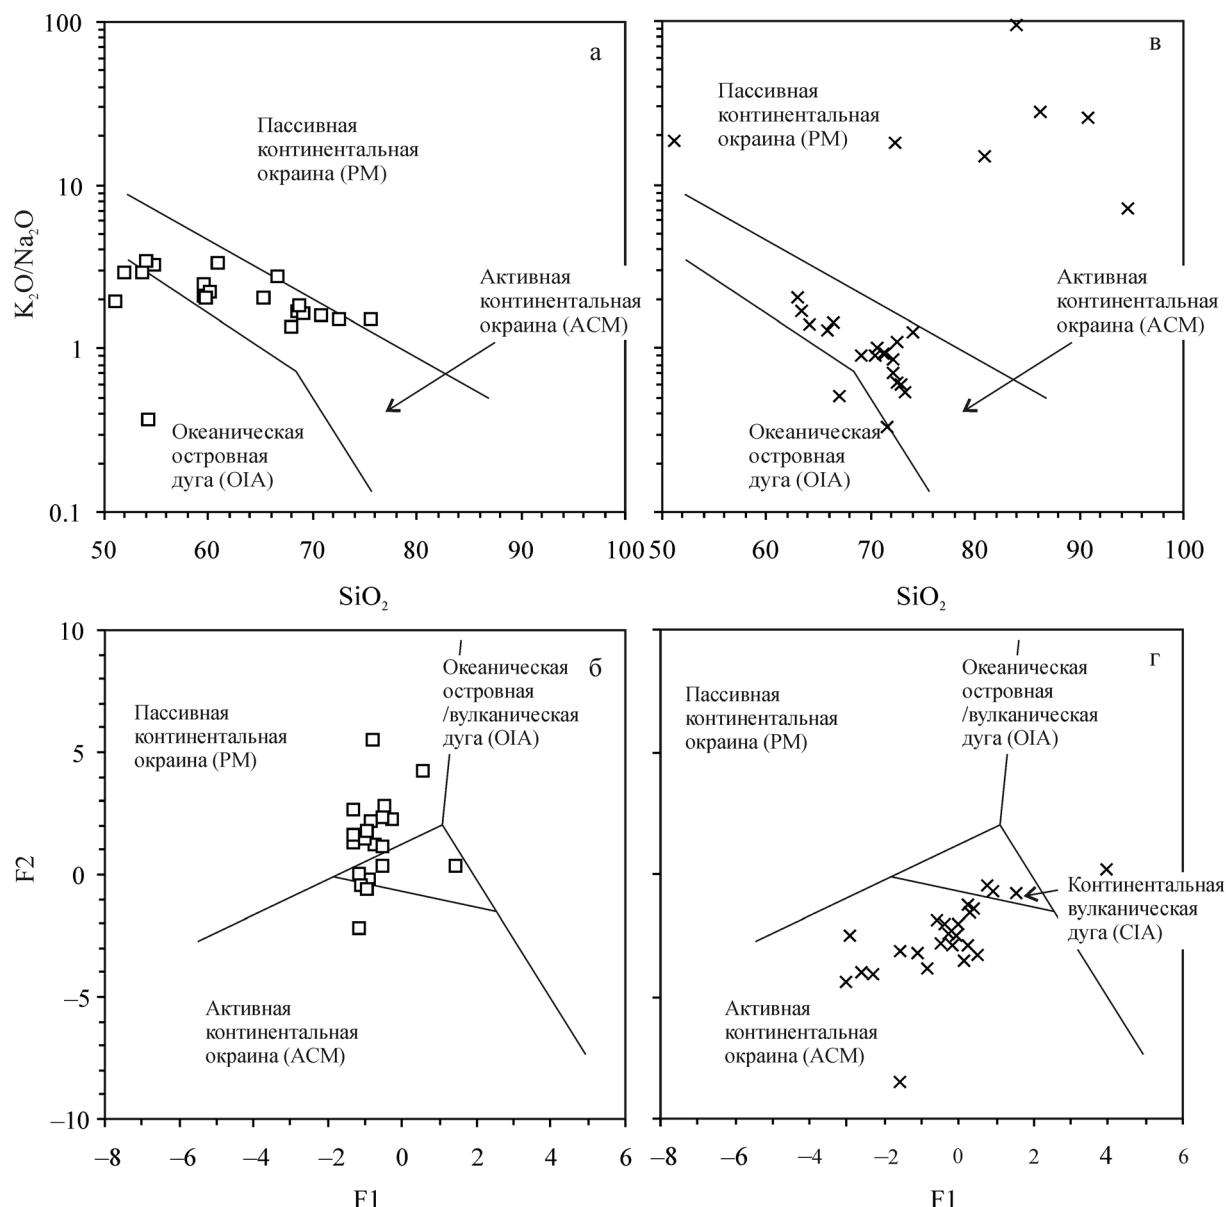 100
10
1
0.1
K₂O/Na₂O
а
Пассивная
континентальная
окраина (PM)
Активная
континентальная
окраина (ACM)
Океаническая
островная
дуга (OIA)
50
60
70
80
90
100
SiO₂
в
Пассивная
континентальная
окраина (PM)
Активная
континентальная
окраина (ACM)
Океаническая
островная
дуга (OIA)
50
60
70
80
90
100
SiO₂
10
5
0
–5
–10
F2
б
Пассивная
континентальная
окраина (PM)
Океаническая
островная
/вулканическая
дуга (OIA)
Активная
континентальная
окраина (ACM)
–8
–6
–4
–2
0
2
4
6
F1
г
Пассивная
континентальная
окраина (PM)
Океаническая
островная
/вулканическая
дуга (OIA)
Континентальная
вулканическая
дуга (CIA)
Активная
континентальная
окраина (ACM)
–8
–6
–4
–2
0
2
4
6
F1